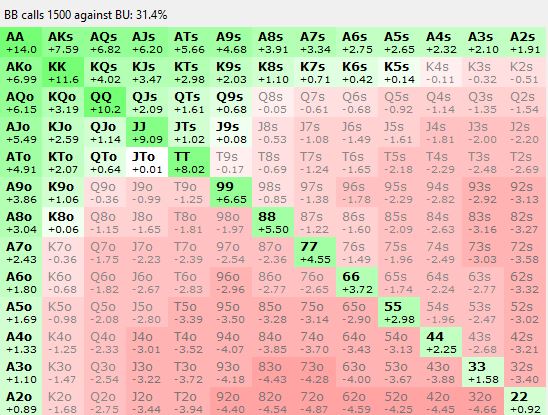 BB calls 1500 against BU: 31.4%
AA AKs AQs AJs ATs A9s A8s A7s A6s A5s A4s A3s A2s
+14.0 +7.59 +6.82 +6.20 +5.66 +4.68 +3.91 +3.34 +2.75 +2.65 +2.32 +2.10 +1.91
AKo KK KQs KJs KTs K9s K8s K7s K6s K5s K4s K3s K2s
+6.99 +11.6 +4.02 +3.47 +2.98 +2.03 +1.10 +0.71 +0.42 +0.14 -0.11 -0.32 -0.51
AQo KQo QQ QJs QTs Q9s Q8s Q7s Q6s Q5s Q4s Q3s Q2s
+6.15 +3.19 +10.2 +2.09 +1.61 +0.68 -0.05 -0.61 -0.68 -0.92 -1.14 -1.35 -1.54
AJo KJo QJo JJ JTs J9s J8s J7s J6s J5s J4s J3s J2s
+5.49 +2.59 +1.14 +9.09 +1.02 +0.08 -0.53 -1.08 -1.49 -1.61 -1.81 -2.00 -2.20
ATo KTo QTo JTo TT T9s T8s T7s T6s T5s T4s T3s T2s
+4.91 +2.07 +0.64 +0.01 +8.02 -0.17 -0.69 -1.24 -1.65 -2.18 -2.29 -2.48 -2.69
A9o K9o Q9o J9o T9o 99 98s 97s 96s 95s 94s 93s 92s
+3.86 +1.06 -0.36 -0.99 -1.25 +6.65 -0.85 -1.38 -1.78 -2.29 -2.82 -2.92 -3.13
A8o K8o Q8o J8o T8o 98o 88 87s 86s 85s 84s 83s 82s
+3.04 +0.06 -1.15 -1.65 -1.81 -1.97 +5.50 -1.22 -1.60 -2.09 -2.63 -3.16 -3.27
A7o K7o Q7o J7o T7o 97o 87o 77 76s 75s 74s 73s 72s
+2.43 -0.36 -1.75 -2.23 -2.39 -2.54 -2.36 +4.55 -1.49 -1.96 -2.49 -3.03 -3.58
A6o K6o Q6o J6o T6o 96o 86o 76o 66 65s 64s 63s 62s
+1.80 -0.68 -1.82 -2.67 -2.83 -2.96 -2.77 -2.65 +3.72 -1.74 -2.24 -2.77 -3.32
A5o K5o Q5o J5o T5o 95o 85o 75o 65o 55 54s 53s 52s
+1.69 -0.98 -2.08 -2.80 -3.39 -3.50 -3.28 -3.14 -2.90 +2.98 -1.96 -2.47 -3.02
A4o K4o Q4o J4o T4o 94o 84o 74o 64o 54o 44 43s 42s
+1.33 -1.25 -2.33 -3.01 -3.52 -4.07 -3.85 -3.70 -3.43 -3.13 +2.25 -2.68 -3.21
A3o K3o Q3o J3o T3o 93o 83o 73o 63o 53o 43o 33 32s
+1.10 -1.47 -2.54 -3.22 -3.72 -4.18 -4.43 -4.28 -4.00 -3.67 -3.88 +1.58 -3.40
A2o K2o Q2o J2o T2o 92o 82o 72o 62o 52o 42o 32o 22
+0.92 -1.68 -2.75 -3.44 -3.94 -4.40 -4.54 -4.87 -4.59 -4.25 -4.45 -4.66 +0.92